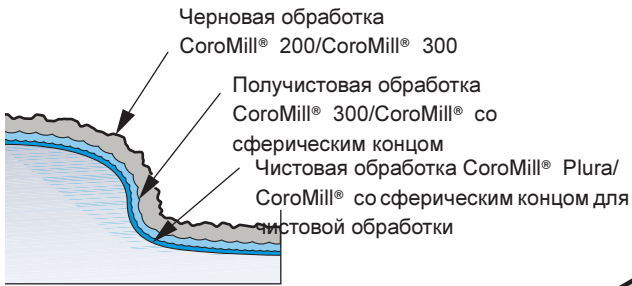 Черновая обработка
CoroMill® 200/CoroMill® 300
Получистовая обработка
CoroMill® 300/CoroMill® со
сферическим концом
Чистовая обработка CoroMill® Plura/
CoroMill® со сферическим концом для
чистовой обработки